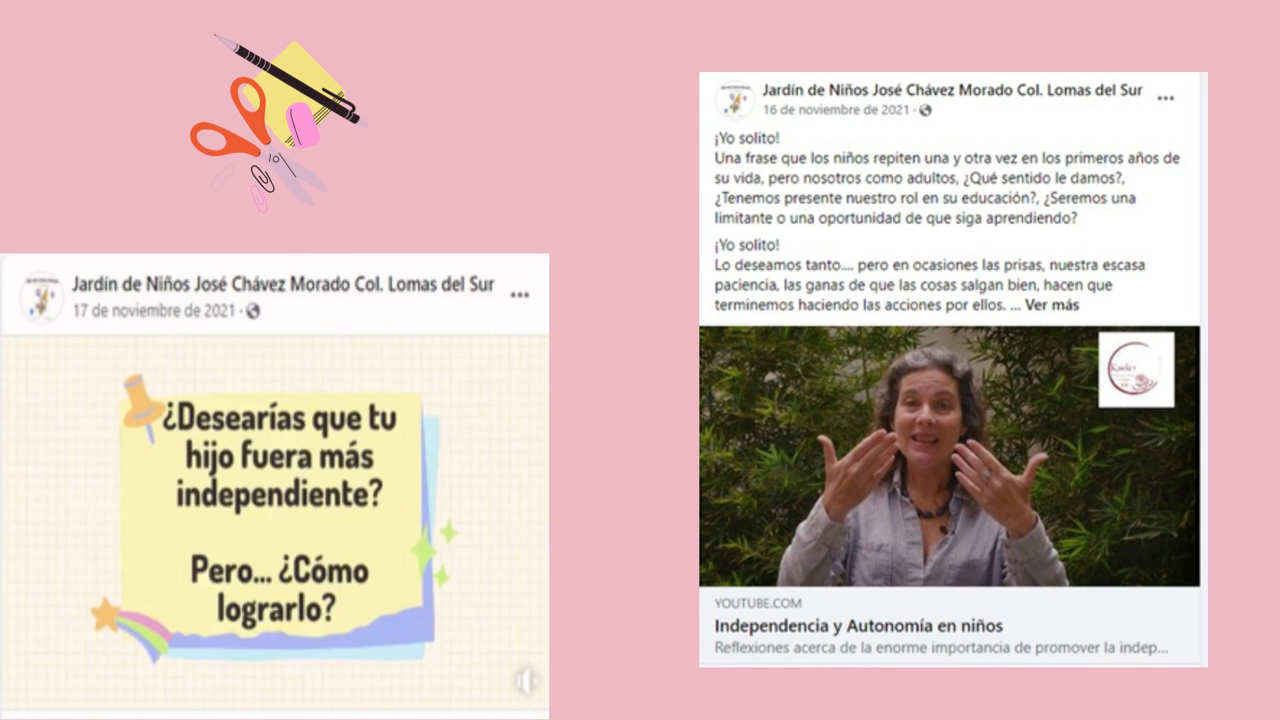 Jardín de Niños José Chávez Morado Col. Lomas del Sur
17 de noviembre de 2021 ·
¿Desearías que tu
hijo fuera más
independiente?
Pero... ¿Cómo
lograrlo?
Jardín de Niños José Chávez Morado Col. Lomas del Sur
16 de noviembre de 2021 ·
¡Yo solito!
Una frase que los niños repiten una y otra vez en los primeros años de
su vida, pero nosotros como adultos, ¿Qué sentido le damos?,
¿Tenemos presente nuestro rol en su educación?, ¿Seremos una
limitante o una oportunidad de que siga aprendiendo?
¡Yo solito!
Lo deseamos tanto.... pero en ocasiones las prisas, nuestra escasa
paciencia, las ganas de que las cosas salgan bien, hacen que
terminemos haciendo las acciones por ellos. ... Ver más
YOUTUBE.COM
Independencia y Autonomía en niños
Reflexiones acerca de la enorme importancia de promover la indep...